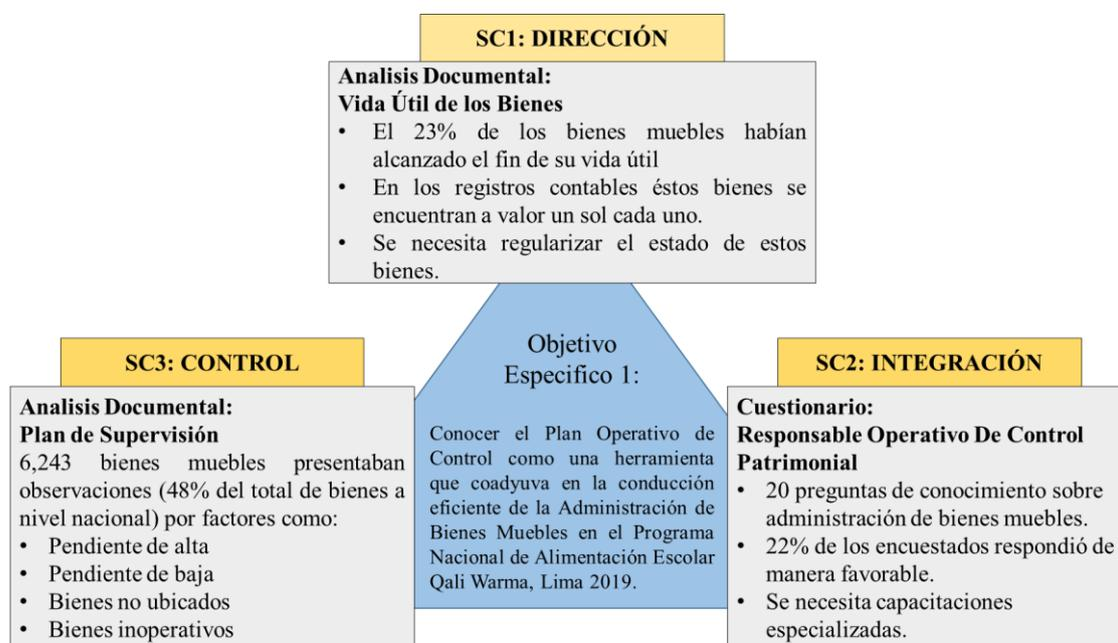 SC1: DIRECCIÓN
Analisis Documental:
Vida Útil de los Bienes
• El 23% de los bienes muebles habían
alcanzado el fin de su vida útil
• En los registros contables éstos bienes se
encuentran a valor un sol cada uno.
• Se necesita regularizar el estado de estos
bienes.
SC3: CONTROL
Analisis Documental:
Plan de Supervisión
6,243 bienes muebles presentaban
observaciones (48% del total de bienes a
nivel nacional) por factores como:
• Pendiente de alta
• Pendiente de baja
• Bienes no ubicados
• Bienes inoperativos
Objetivo
Especifico 1:
Conocer el Plan Operativo de
Control como una herramienta
que coadyuva en la conducción
eficiente de la Administración de
Bienes Muebles en el Programa
Nacional de Alimentación Escolar
Qali Warma, Lima 2019.
SC2: INTEGRACIÓN
Cuestionario:
Responsable Operativo De Control
Patrimonial
• 20 preguntas de conocimiento sobre
administración de bienes muebles.
• 22% de los encuestados respondió de
manera favorable.
• Se necesita capacitaciones
especializadas.